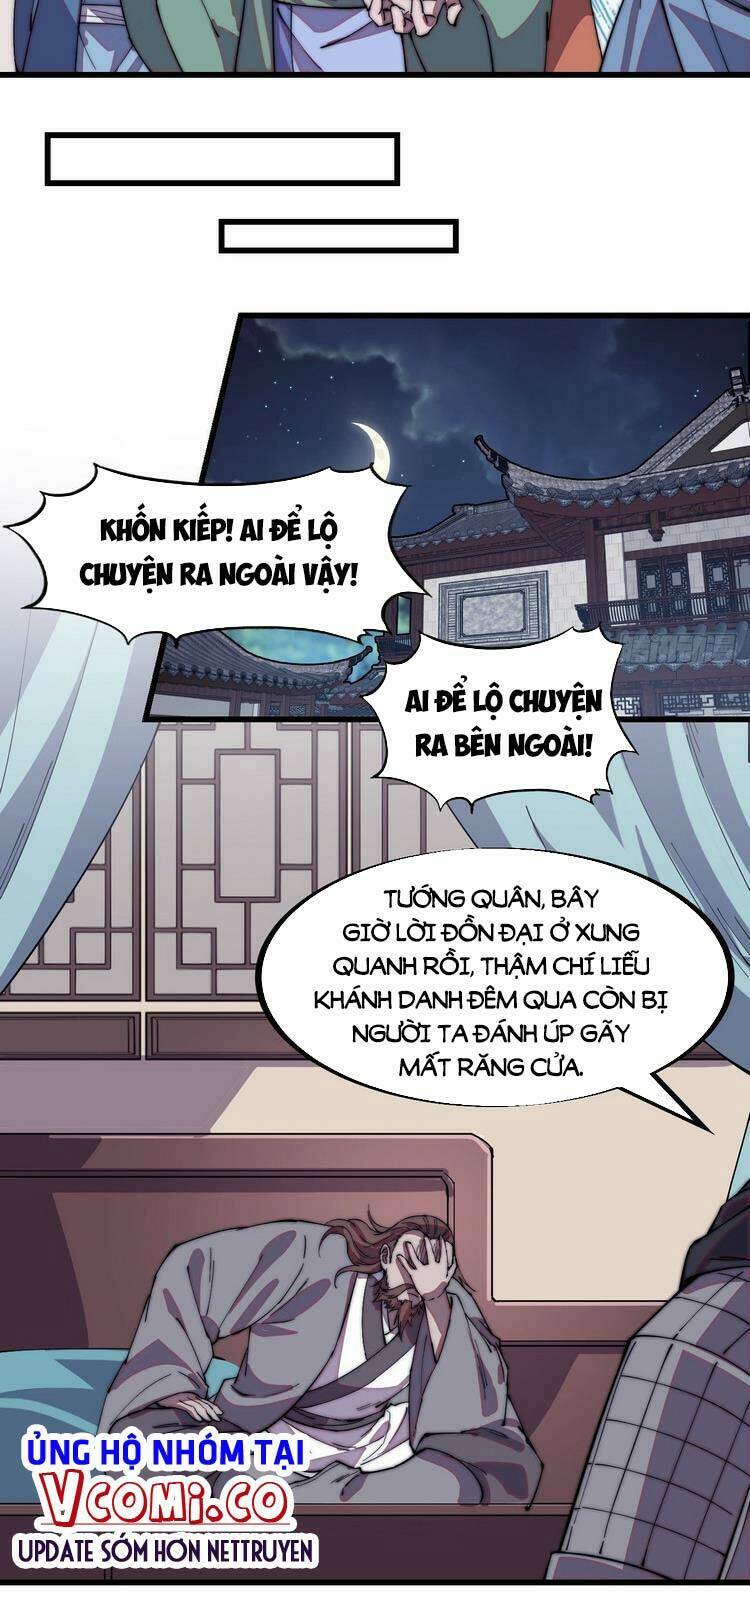 KHỐN KIẾP! AI ĐỂ LỘ
CHUYỆN RA NGOÀI VẬY!
AI ĐỂ LỘ CHUYỆN
RA BÊN NGOÀI!
TƯỚNG QUÂN, BÂY
GIỜ LỜI ĐỒN ĐẠI Ở XUNG
QUANH RỒI, THẬM CHÍ LIỄU
KHÁNH DANH ĐÊM QUA CÒN BỊ
NGƯỜI TA ĐÁNH ÚP GÃY
MẤT RĂNG CỬA.
ỦNG HỘ NHÓM TẠI
VCOMI.CO
UPDATE SỚM HƠN NETTRUYEN